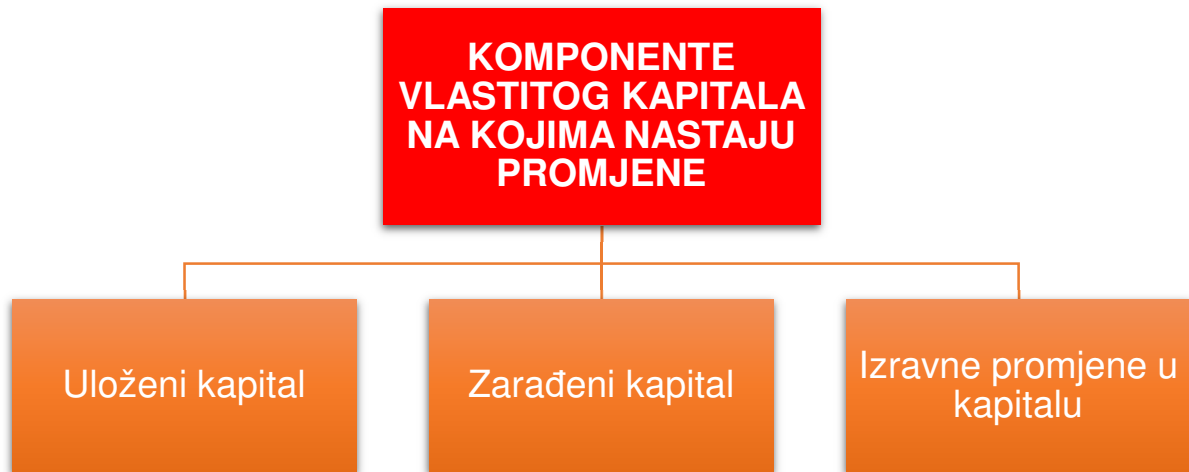 KOMPONENTE
VLASTITOG KAPITALA
NA KOJIMA NASTAJU
PROMJENE
Uloženi kapital
Zarađeni kapital
Izravne promjene u
kapitalu